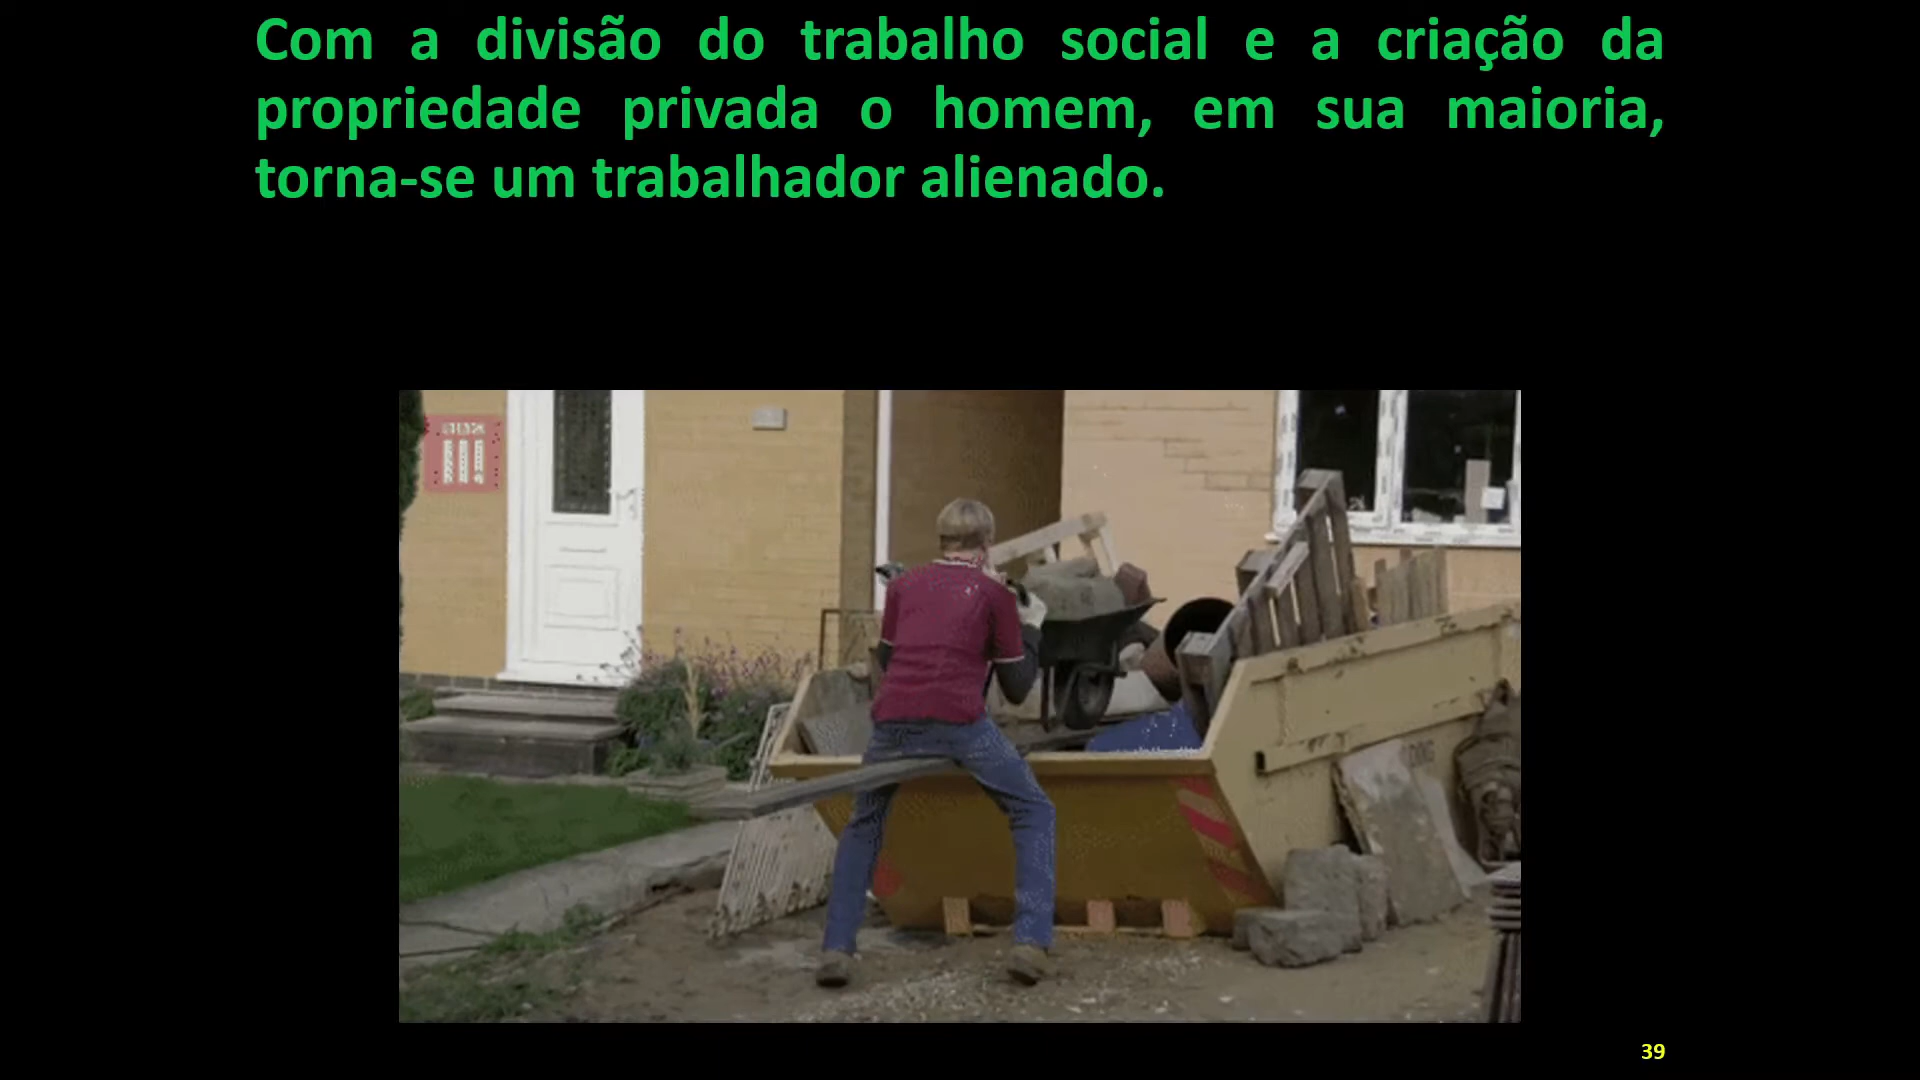 Com a divisão do trabalho social e a criação da
propriedade privada o homem, em sua maioria,
torna-se um trabalhador alienado.
39